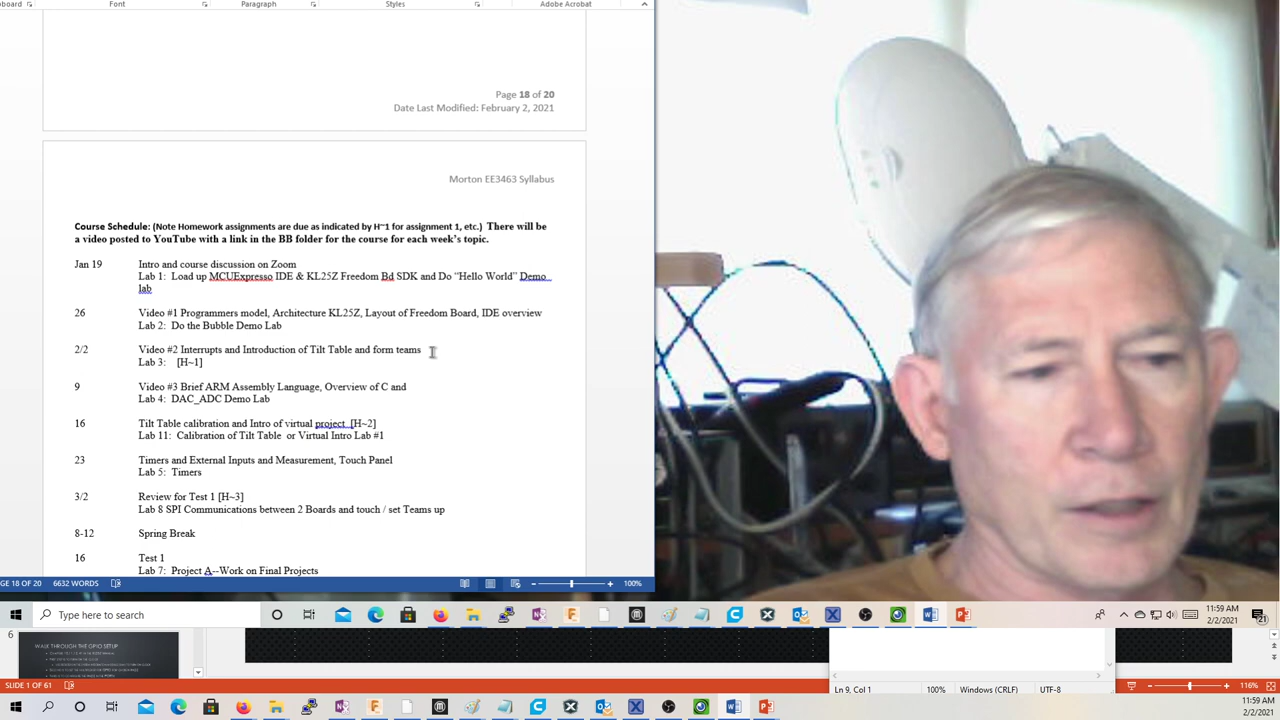 board
Font
Paragraph
Styles
Adobe Acrobat
Page 18 of 20
Date Last Modified: February 2, 2021
Morton EE3463 Syllabus
Course Schedule: (Note Homework assignments are due as indicated by H~1 for assignment 1, etc.) There will be
a video posted to YouTube with a link in the BB folder for the course for each week's topic.
Jan 19 Intro and course discussion on Zoom
Lab 1: Load up MCUExpresso IDE & KL25Z Freedom Bd SDK and Do "Hello World" Demo
lab
26 Video #1 Programmers model, Architecture KL25Z, Layout of Freedom Board, IDE overview
Lab 2: Do the Bubble Demo Lab
2/2 Video #2 Interrupts and Introduction of Tilt Table and form teams
Lab 3: [H~1]
9 Video #3 Brief ARM Assembly Language, Overview of C and
Lab 4: DAC_ADC Demo Lab
16 Tilt Table calibration and Intro of virtual project [H~2]
Lab 11: Calibration of Tilt Table or Virtual Intro Lab #1
23 Timers and External Inputs and Measurement, Touch Panel
Lab 5: Timers
3/2 Review for Test 1 [H~3]
Lab 8 SPI Communications between 2 Boards and touch / set Teams up
8-12 Spring Break
16 Test 1
Lab 7: Project A--Work on Final Projects
GE 18 OF 20 6632 WORDS 100%
Type here to search
11:59 AM
2/2/2021
6
WALK THROUGH THE GPIO SETUP
Ln 9, Col 1 100% Windows (CRLF) UTF-8
SLIDE 1 OF 61 116%
11:59 AM
2/2/2021